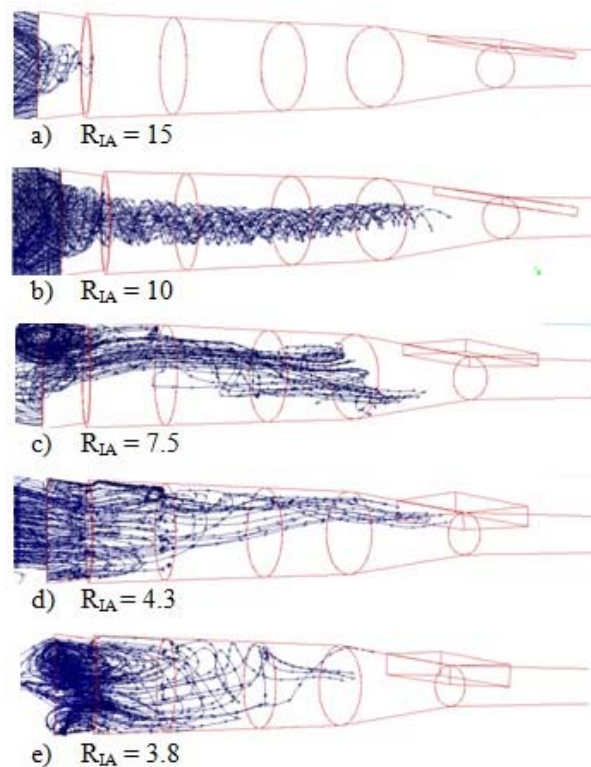 a) R_IA = 15
b) R_IA = 10
c) R_IA = 7.5
d) R_IA = 4.3
e) R_IA = 3.8